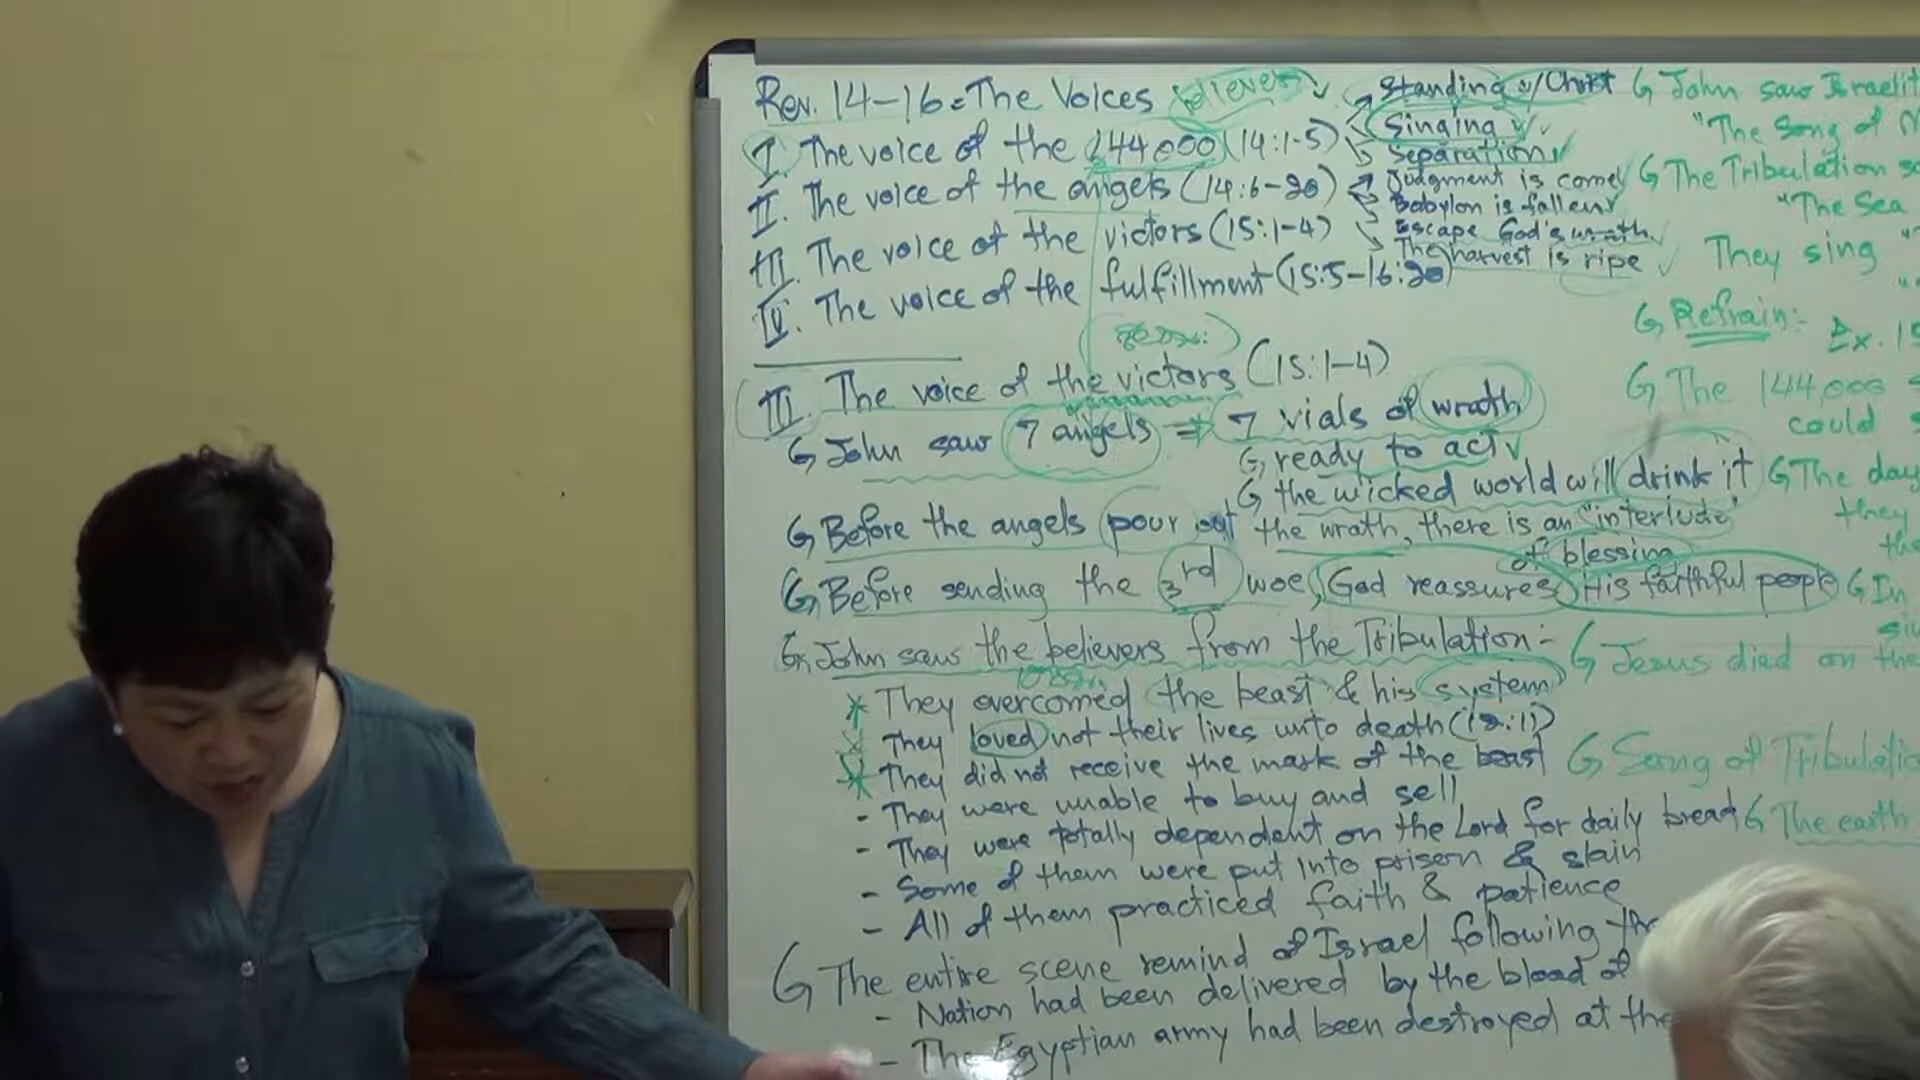 Rev. 14-16 = The Voices believers
Standing w/Christ
Singing
Separation
I. The voice of the 144,000 (14:1-5)
II. The voice of the angels (14:6-20)
Judgment is come
Babylon is fallen
Escape God's wrath
The harvest is ripe
III. The voice of the victors (15:1-4)
IV. The voice of the fulfillment (15:5-16:20)
III. The voice of the victors (15:1-4)
John saw 7 angels ⇒ 7 vials of wrath
ready to act
the wicked world will drink it
Before the angels pour out the wrath, there is an "interlude"
of blessing
Before sending the 3rd woe, God reassures His faithful people
John saw the believers from the Tribulation:-
* They overcomed the beast & his system
* They loved not their lives unto death (12:11)
* They did not receive the mark of the beast
- They were unable to buy and sell
- They were totally dependent on the Lord for daily bread
- Some of them were put into prison & slain
- All of them practiced faith & patience
The entire scene remind of Israel following the
- Nation had been delivered by the blood of
- The Egyptian army had been destroyed at the
John saw Israelit
"The Song of M
The Tribulation sa
"The Sea
They sing
Refrain:- Ex. 15
The 144,000
could
The day
they
the
In
Jesus died on the
Song of Tribulatio
The earth